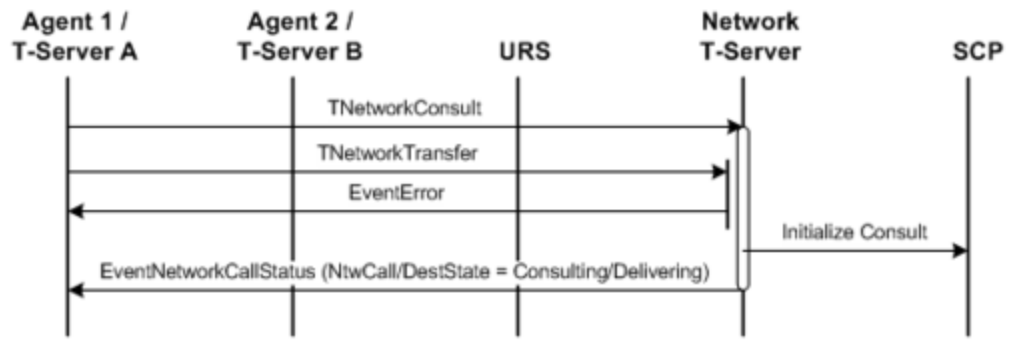 Agent 1 /
T-Server A
Agent 2 /
T-Server B
URS
Network
T-Server
SCP
TNetworkConsult
TNetworkTransfer
EventError
Initialize Consult
EventNetworkCallStatus (NtwCall/DestState = Consulting/Delivering)